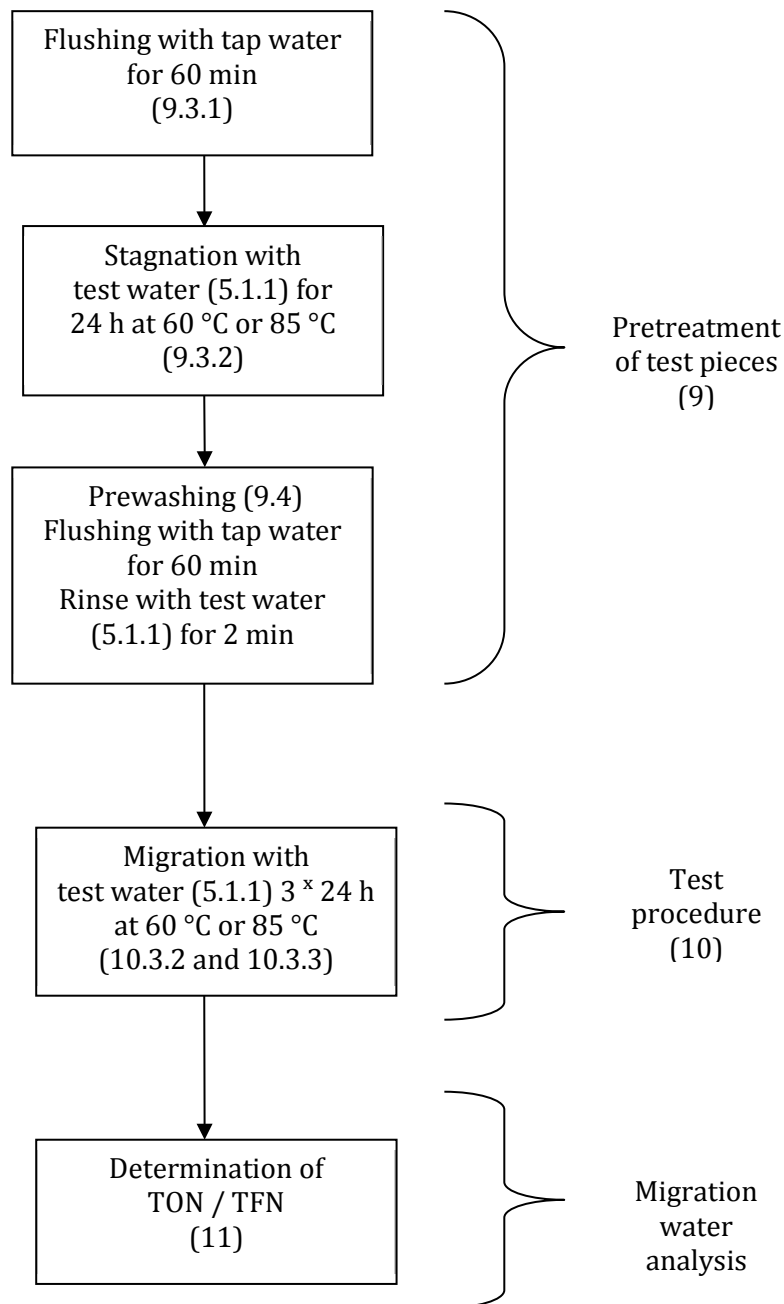 Flushing with tap water
for 60 min
(9.3.1)
Stagnation with
test water (5.1.1) for
24 h at 60 °C or 85 °C
(9.3.2)
Prewashing (9.4)
Flushing with tap water
for 60 min
Rinse with test water
(5.1.1) for 2 min
Pretreatment
of test pieces
(9)
Migration with
test water (5.1.1) 3 x 24 h
at 60 °C or 85 °C
(10.3.2 and 10.3.3)
Test
procedure
(10)
Determination of
TON / TFN
(11)
Migration
water
analysis